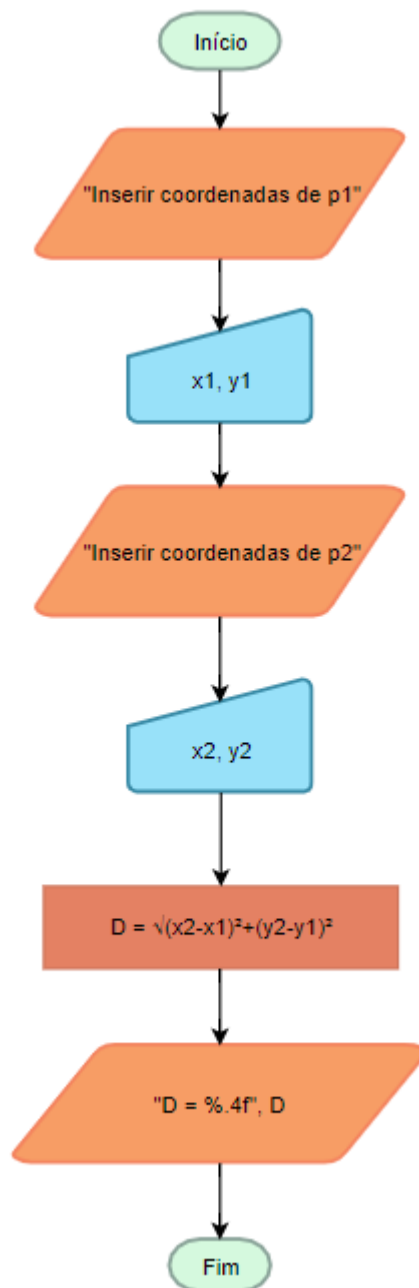 Início
"Inserir coordenadas de p1"
x1, y1
"Inserir coordenadas de p2"
x2, y2
D = √(x2-x1)²+(y2-y1)²
"D = %.4f", D
Fim